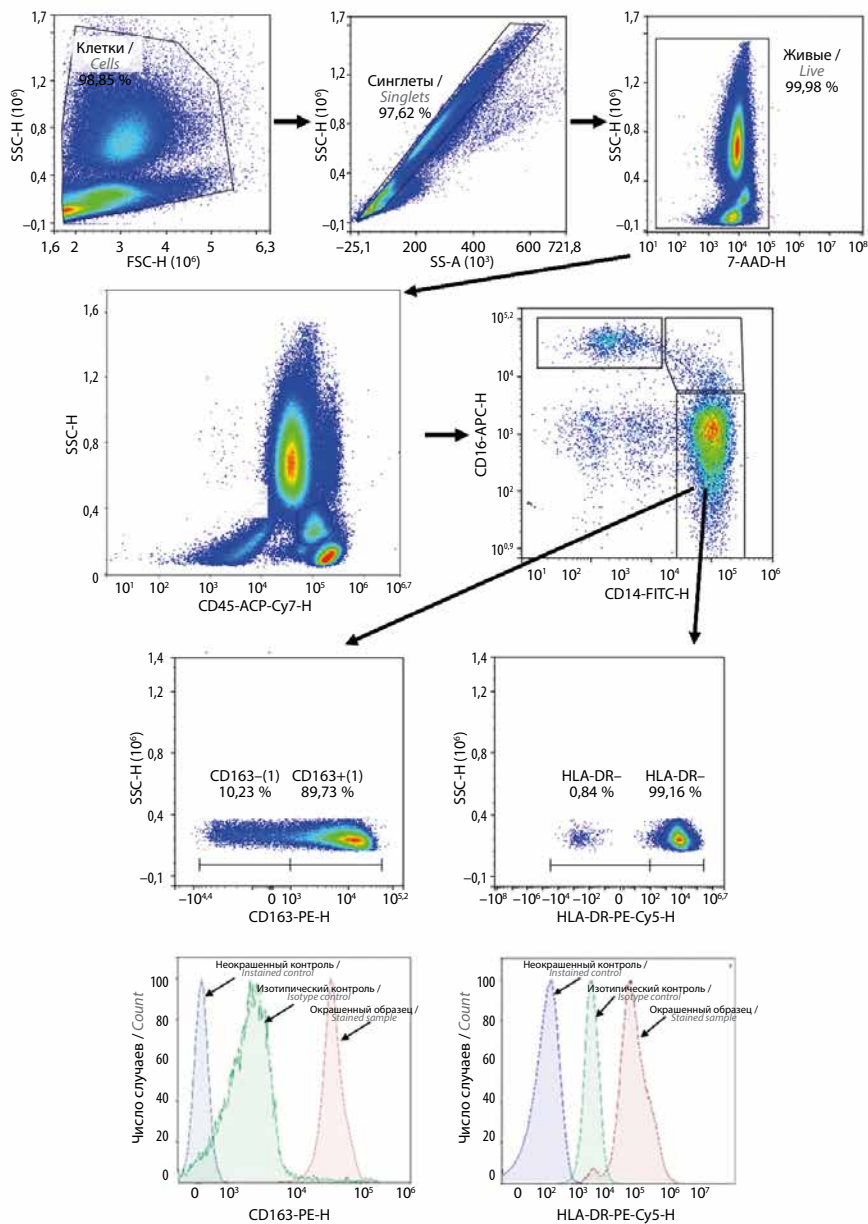 1,7
Клетки /
Cells
98,85 %
1,2
0,8
0,4
–0,1
SSC-H (10⁶)
1,6 2 3 4 5 6,3
FSC-H (10⁶)
1,7
Синглеты /
Singlets
97,62 %
1,2
0,8
0,4
–0,1
SSC-H (10⁶)
–25,1 200 400 600 721,8
SS-A (10³)
1,7
Живые /
Live
99,98 %
1,2
0,8
0,4
–0,1
SSC-H (10⁶)
10¹ 10² 10³ 10⁴ 10⁵ 10⁶ 10⁷ 10⁸
7-AAD-H
1,6
1,2
0,8
0,4
0
SSC-H
10¹ 10² 10³ 10⁴ 10⁵ 10⁶ 10⁶,⁷
CD45-ACP-Cy7-H
10⁵,²
10⁴
10³
10²
10⁰,⁹
CD16-APC-H
10¹ 10² 10³ 10⁴ 10⁵ 10⁶
CD14-FITC-H
1,4
1,2
0,8
0,4
–0,1
SSC-H (10⁶)
CD163–(1) CD163+(1)
10,23 % 89,73 %
–10⁴,⁴ 0 10³ 10⁴ 10⁵,²
CD163-PE-H
1,4
1,2
0,8
0,4
–0,1
SSC-H (10⁶)
HLA-DR– HLA-DR–
0,84 % 99,16 %
–10⁸ –10⁶ –10⁴ –10² 0 10² 10⁴ 10⁶,⁷
HLA-DR-PE-Cy5-H
Неокрашенный контроль /
Instained control
Изотипический контроль /
Isotype control
Окрашенный образец /
Stained sample
100
80
60
40
20
0
Число случаев / Count
0 10³ 10⁴ 10⁵ 10⁶
CD163-PE-H
Неокрашенный контроль /
Instained control
Изотипический контроль /
Isotype control
Окрашенный образец /
Stained sample
100
80
60
40
20
0
Число случаев / Count
0 10² 10³ 10⁴ 10⁵ 10⁶ 10⁷
HLA-DR-PE-Cy5-H